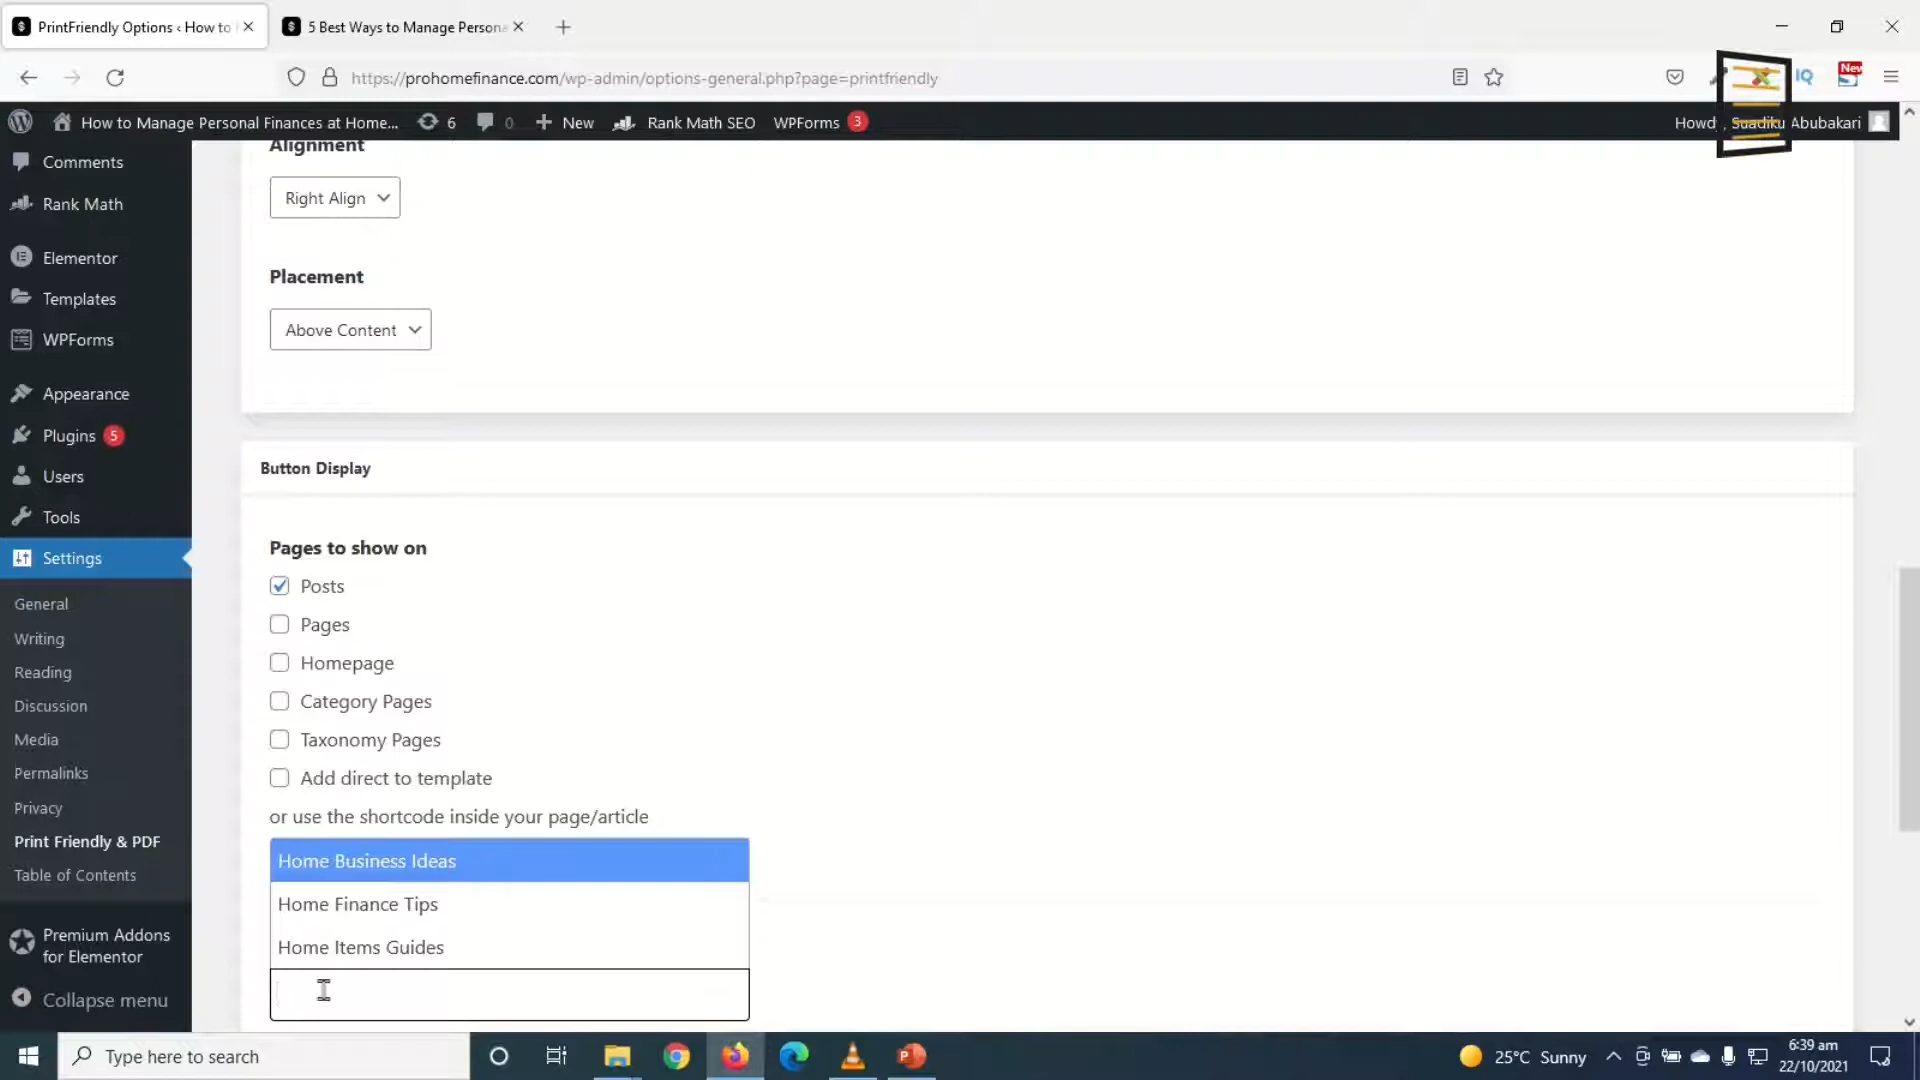 PrintFriendly Options ‹ How to
5 Best Ways to Manage Persona
https://prohomefinance.com/wp-admin/options-general.php?page=printfriendly
IQ
New
How to Manage Personal Finances at Home...
6
0
New
Rank Math SEO
WPForms 3
Howdy, Suadiku Abubakari
Comments
Rank Math
Elementor
Templates
WPForms
Appearance
Plugins 5
Users
Tools
Settings
General
Writing
Reading
Discussion
Media
Permalinks
Privacy
Print Friendly & PDF
Table of Contents
Premium Addons
for Elementor
Collapse menu
Alignment
Right Align
Placement
Above Content
Button Display
Pages to show on
Posts
Pages
Homepage
Category Pages
Taxonomy Pages
Add direct to template
or use the shortcode inside your page/article
Home Business Ideas
Home Finance Tips
Home Items Guides
Type here to search
25°C Sunny
6:39 am
22/10/2021